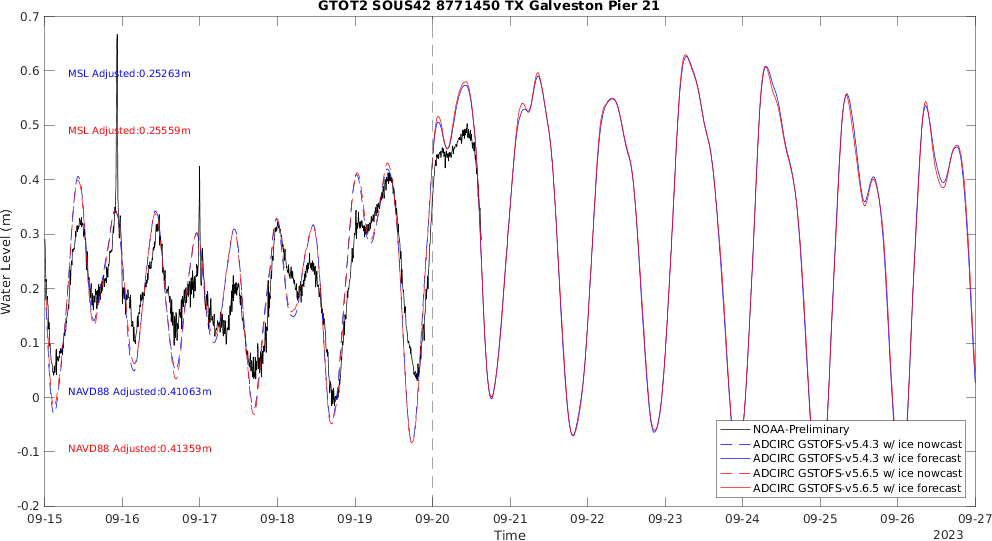 GTOT2 SOUS42 8771450 TX Galveston Pier 21
0.7
0.6
0.5
0.4
0.3
0.2
0.1
0
-0.1
-0.2
Water Level (m)
MSL Adjusted:0.25263m
MSL Adjusted:0.25559m
NAVD88 Adjusted:0.41063m
NAVD88 Adjusted:0.41359m
NOAA-Preliminary
ADCIRC GSTOFS-v5.4.3 w/ ice nowcast
ADCIRC GSTOFS-v5.4.3 w/ ice forecast
ADCIRC GSTOFS-v5.6.5 w/ ice nowcast
ADCIRC GSTOFS-v5.6.5 w/ ice forecast
09-15 09-16 09-17 09-18 09-19 09-20 09-21 09-22 09-23 09-24 09-25 09-26 09-27
Time
2023